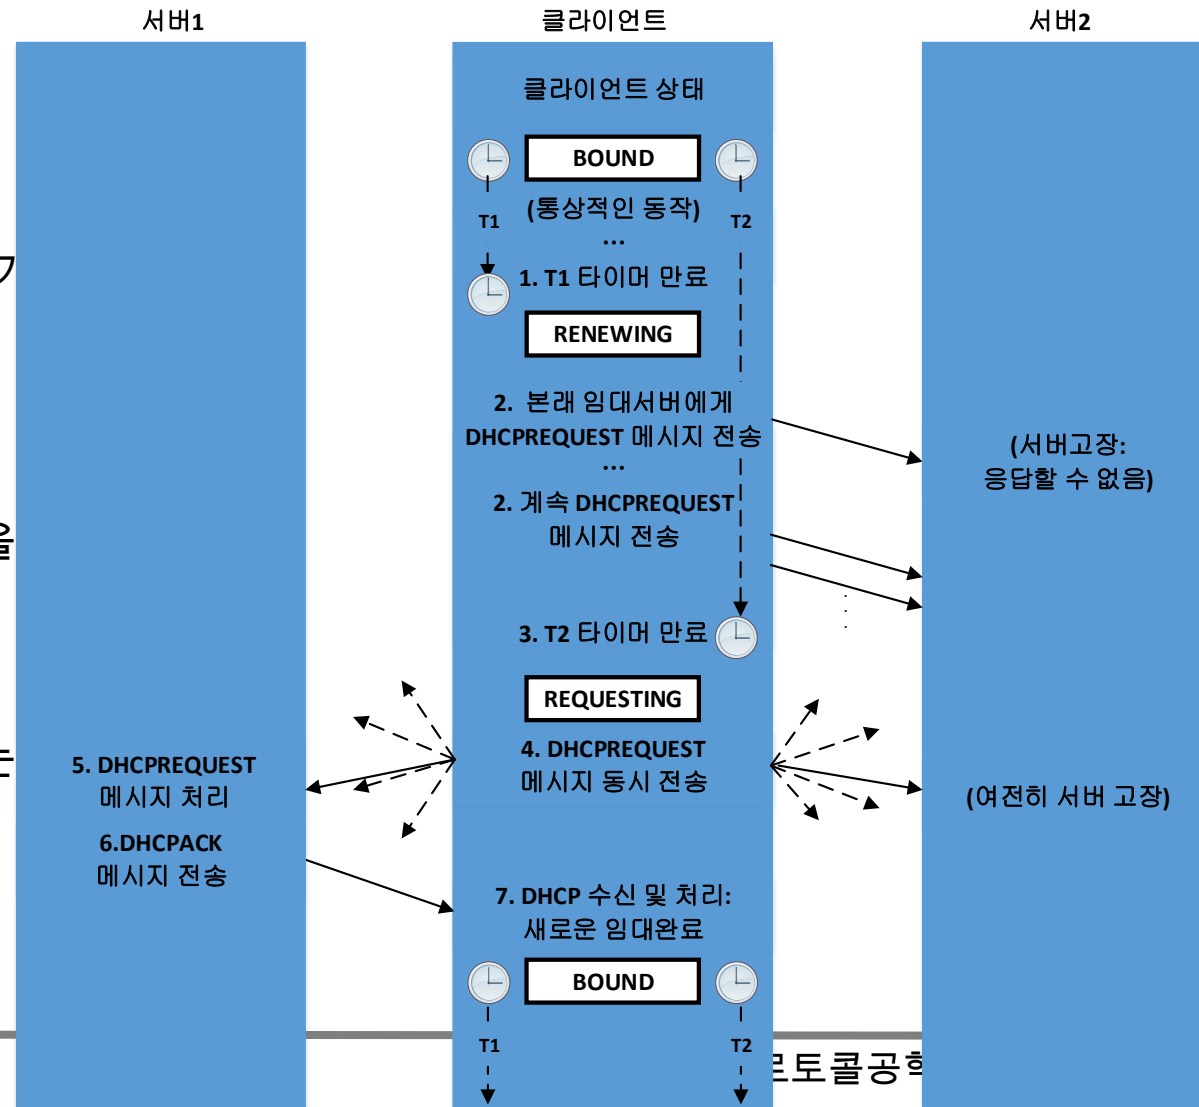 서버1
클라이언트
서버2
클라이언트 상태
BOUND
(통상적인 동작)
T1
T2
...
1. T1 타이머 만료
RENEWING
2. 본래 임대서버에게
DHCPREQUEST 메시지 전송
...
(서버고장:
응답할 수 없음)
2. 계속 DHCPREQUEST
메시지 전송
을
3. T2 타이머 만료
REQUESTING
4. DHCPREQUEST
메시지 동시 전송
5. DHCPREQUEST
메시지 처리
(여전히 서버 고장)
6.DHCPACK
메시지 전송
7. DHCP 수신 및 처리:
새로운 임대완료
BOUND
T1
T2
토콜공학